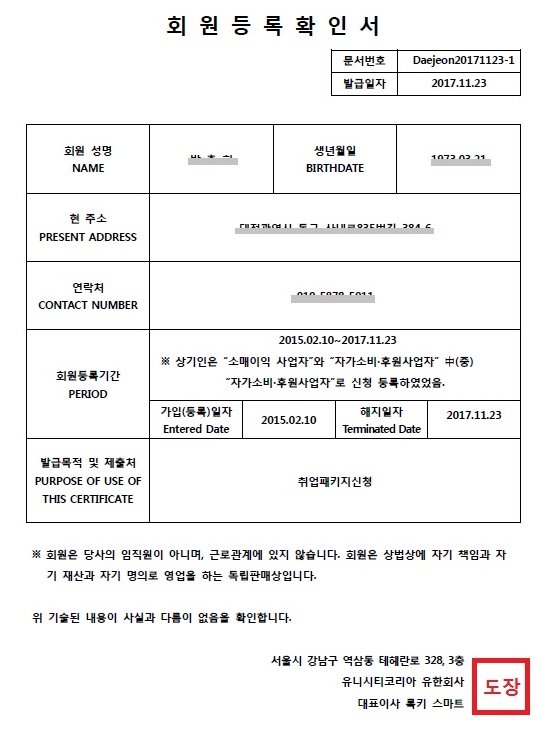 회 원 등 록 확 인 서
문서번호 Daejeon20171123-1
발급일자 2017.11.23
회원 성명
NAME
생년월일
BIRTHDATE
현 주소
PRESENT ADDRESS
연락처
CONTACT NUMBER
회원등록기간
PERIOD
2015.02.10~2017.11.23
※ 상기인은 “소매이익 사업자”와 “자가소비·후원사업자” 中(중)
“자가소비·후원사업자”로 신청 등록하였었음.
가입(등록)일자
Entered Date
2015.02.10
해지일자
Terminated Date
2017.11.23
발급목적 및 제출처
PURPOSE OF USE OF
THIS CERTIFICATE
취업패키지신청
※ 회원은 당사의 임직원이 아니며, 근로관계에 있지 않습니다. 회원은 상법상에 자기 책임과 자
기 재산과 자기 명의로 영업을 하는 독립판매상입니다.
위 기술된 내용이 사실과 다름이 없음을 확인합니다.
서울시 강남구 역삼동 테헤란로 328, 3층
유니시티코리아 유한회사
대표이사 록키 스마트
도장